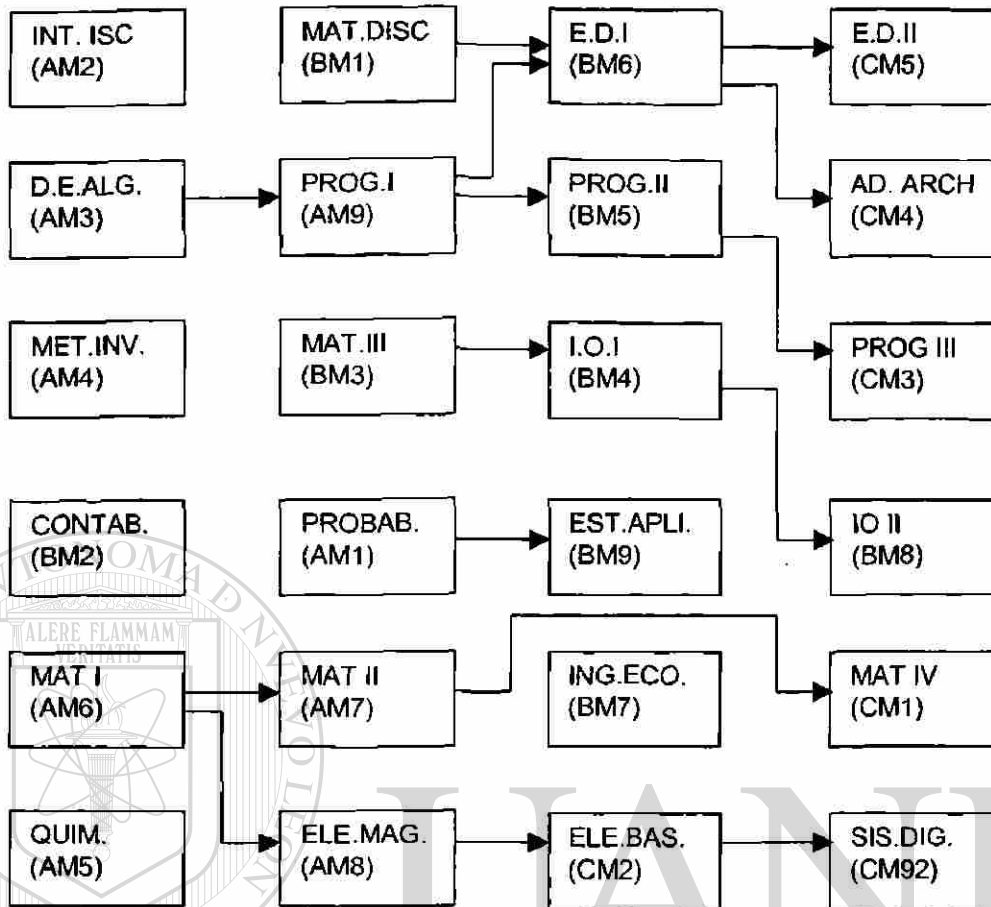 INT. ISC
(AM2)
MAT.DISC
(BM1)
E.D.I
(BM6)
E.D.II
(CM5)
D.E.ALG.
(AM3)
PROG.I
(AM9)
PROG.II
(BM5)
AD. ARCH
(CM4)
MET.INV.
(AM4)
MAT.III
(BM3)
I.O.I
(BM4)
PROG III
(CM3)
CONTAB.
(BM2)
PROBAB.
(AM1)
EST.APLI.
(BM9)
IO II
(BM8)
ALERE FLAMMAM
VERITATIS
MAT I
(AM6)
MAT II
(AM7)
ING.ECO.
(BM7)
MAT IV
(CM1)
QUIM.
(AM5)
ELE.MAG.
(AM8)
ELE.BAS.
(CM2)
SIS.DIG.
(CM92)